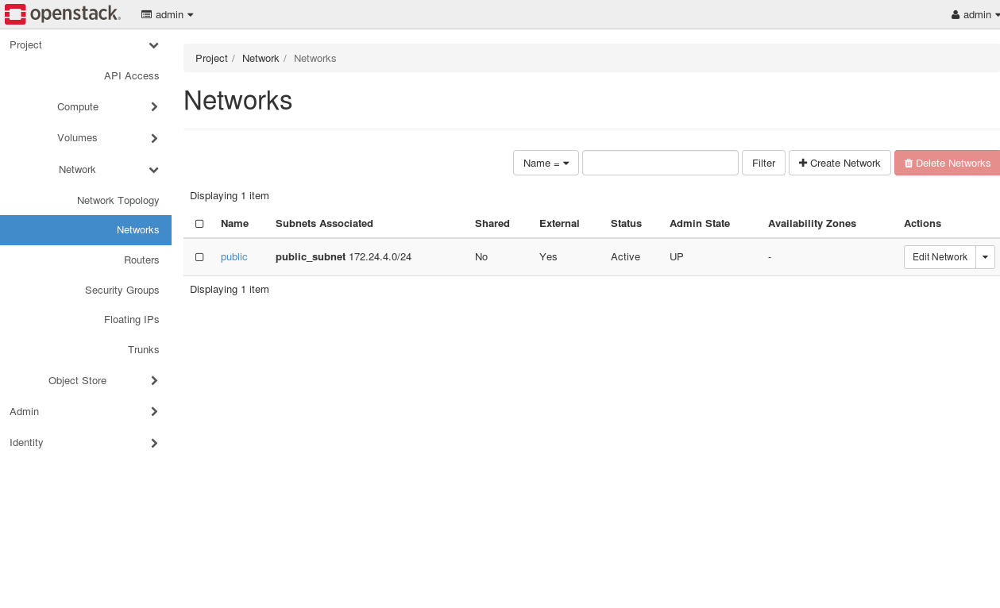 openstack. admin admin
Project
API Access
Compute
Volumes
Network
Network Topology
Networks
Routers
Security Groups
Floating IPs
Trunks
Object Store
Admin
Identity
Project / Network / Networks
Networks
Name = Filter Create Network Delete Networks
Displaying 1 item
Name Subnets Associated Shared External Status Admin State Availability Zones Actions
public public_subnet 172.24.4.0/24 No Yes Active UP - Edit Network
Displaying 1 item